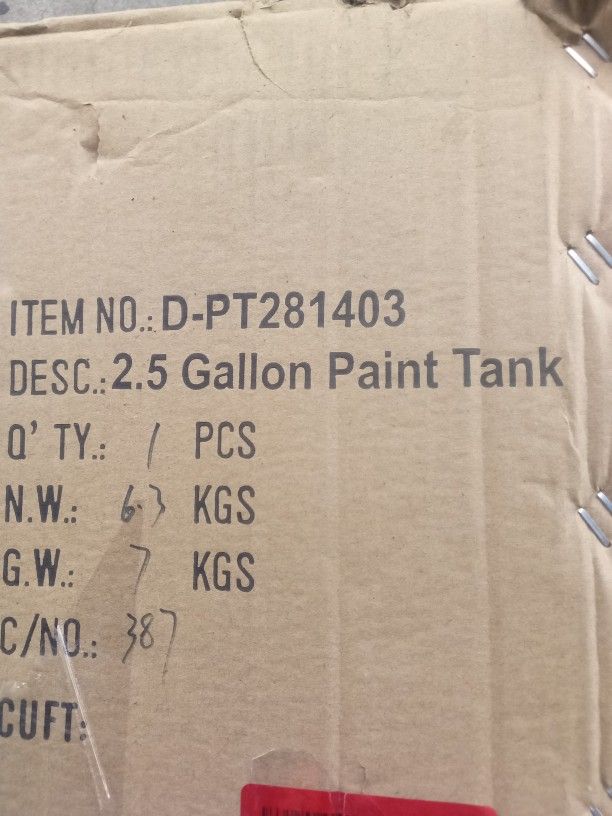 ITEM NO.: D-PT281403
DESC.: 2.5 Gallon Paint Tank
Q'TY.: 1 PCS
N.W.: 6.3 KGS
G.W.: 7 KGS
C/NO.: 387
CUFT: